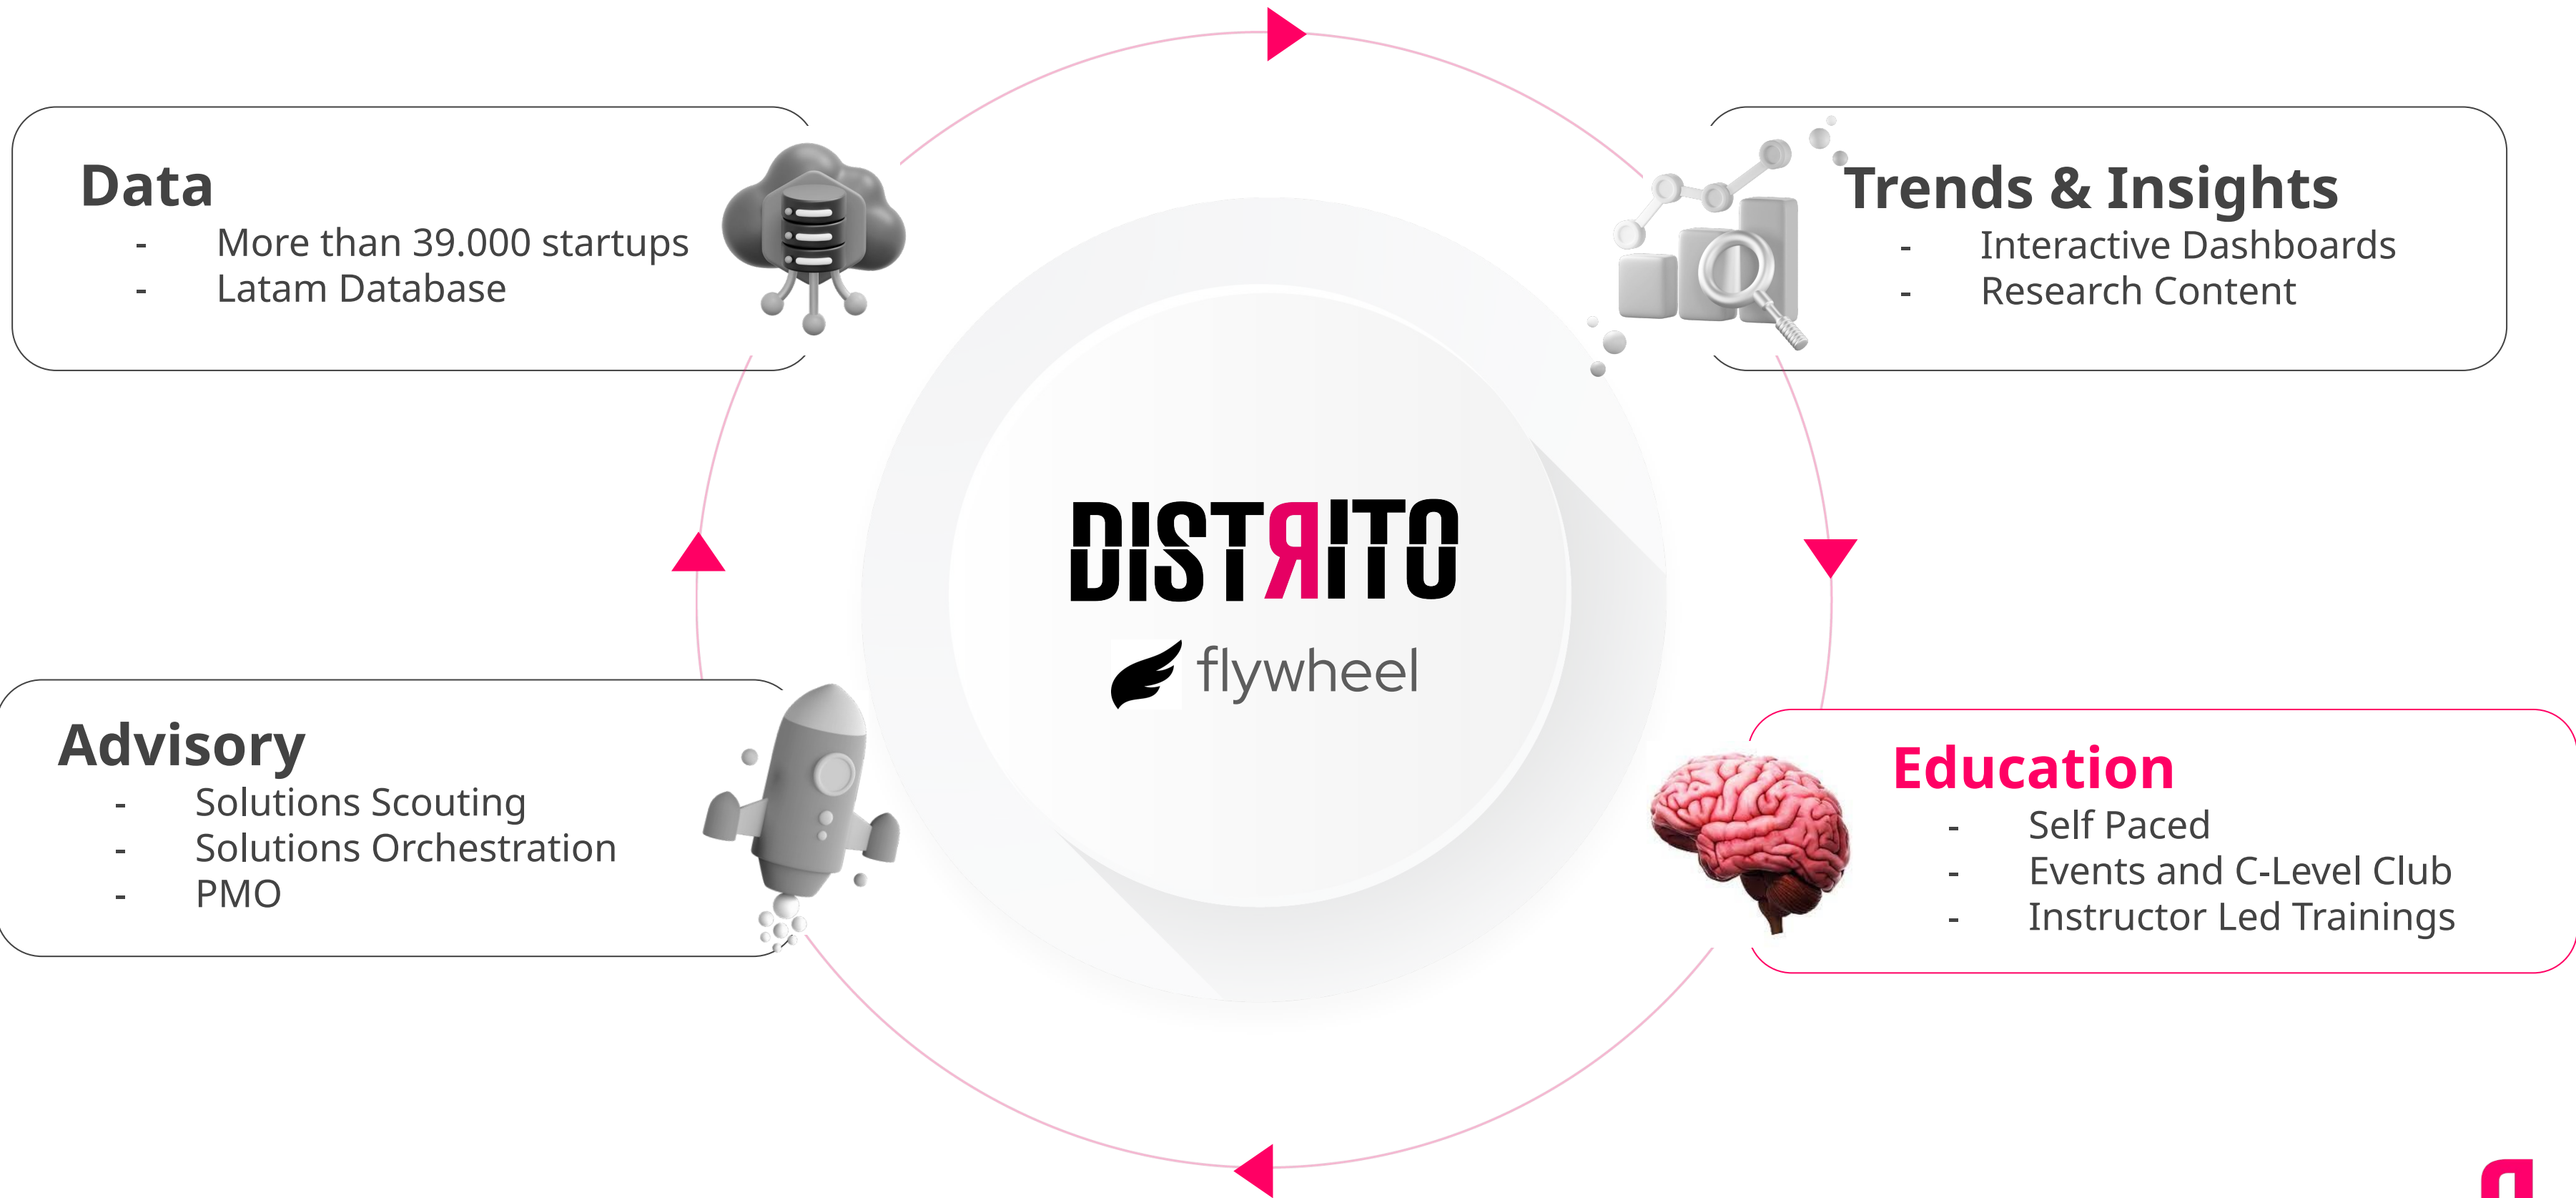 Data
- More than 39.000 startups
- Latam Database
Trends & Insights
- Interactive Dashboards
- Research Content
DISTRITO
flywheel
Advisory
- Solutions Scouting
- Solutions Orchestration
- PMO
Education
- Self Paced
- Events and C-Level Club
- Instructor Led Trainings